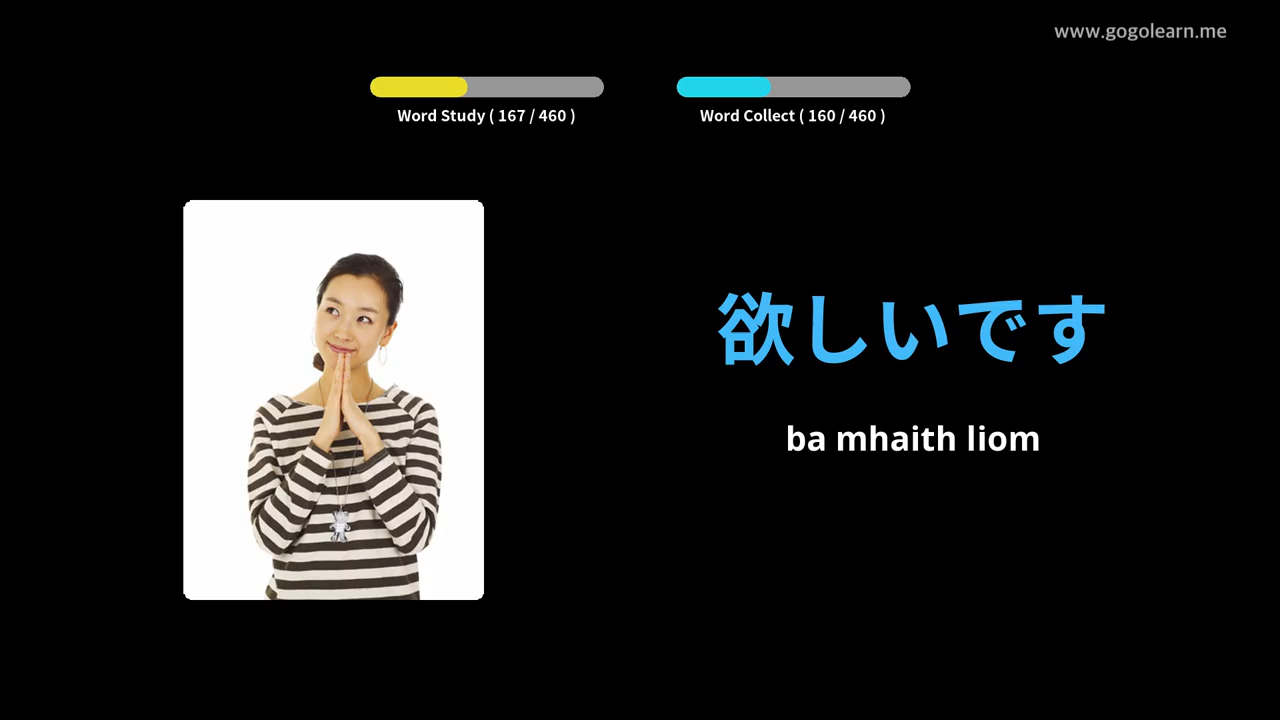 www.gogolearn.me
Word Study ( 167 / 460 )
Word Collect ( 160 / 460 )
欲しいです
ba mhaith liom